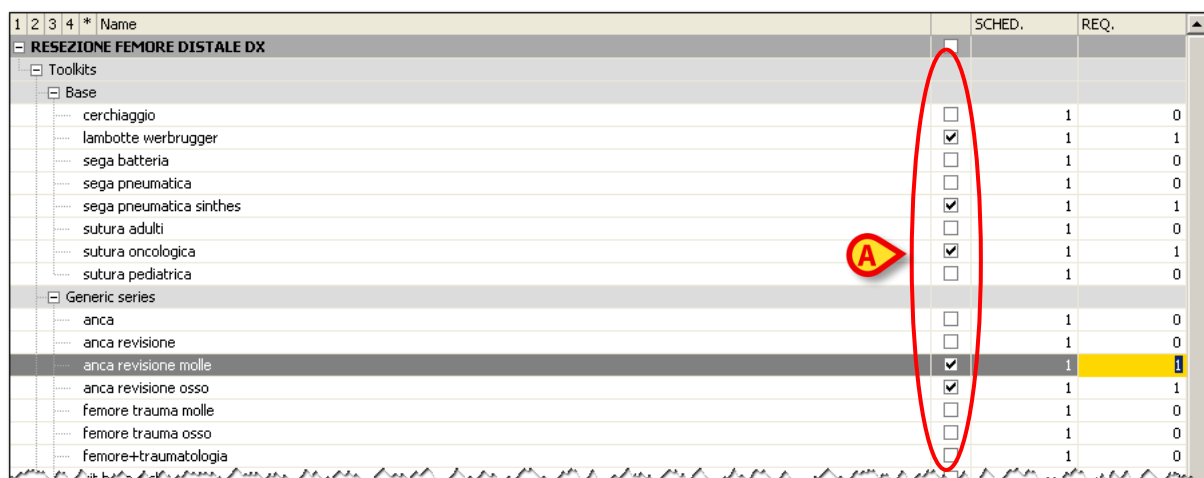 1 2 3 4 * Name SCHED. REQ.
RESEZIONE FEMORE DISTALE DX
Toolkits
Base
cerchiaggio 1 0
lambotte werbrugger 1 1
sega batteria 1 0
sega pneumatica 1 0
sega pneumatica sinthes 1 1
sutura adulti 1 0
sutura oncologica 1 1
A
sutura pediatrica 1 0
Generic series
anca 1 0
anca revisione 1 0
anca revisione molle 1 1
anca revisione osso 1 1
femore trauma molle 1 0
femore trauma osso 1 0
femore+traumatologia 1 0